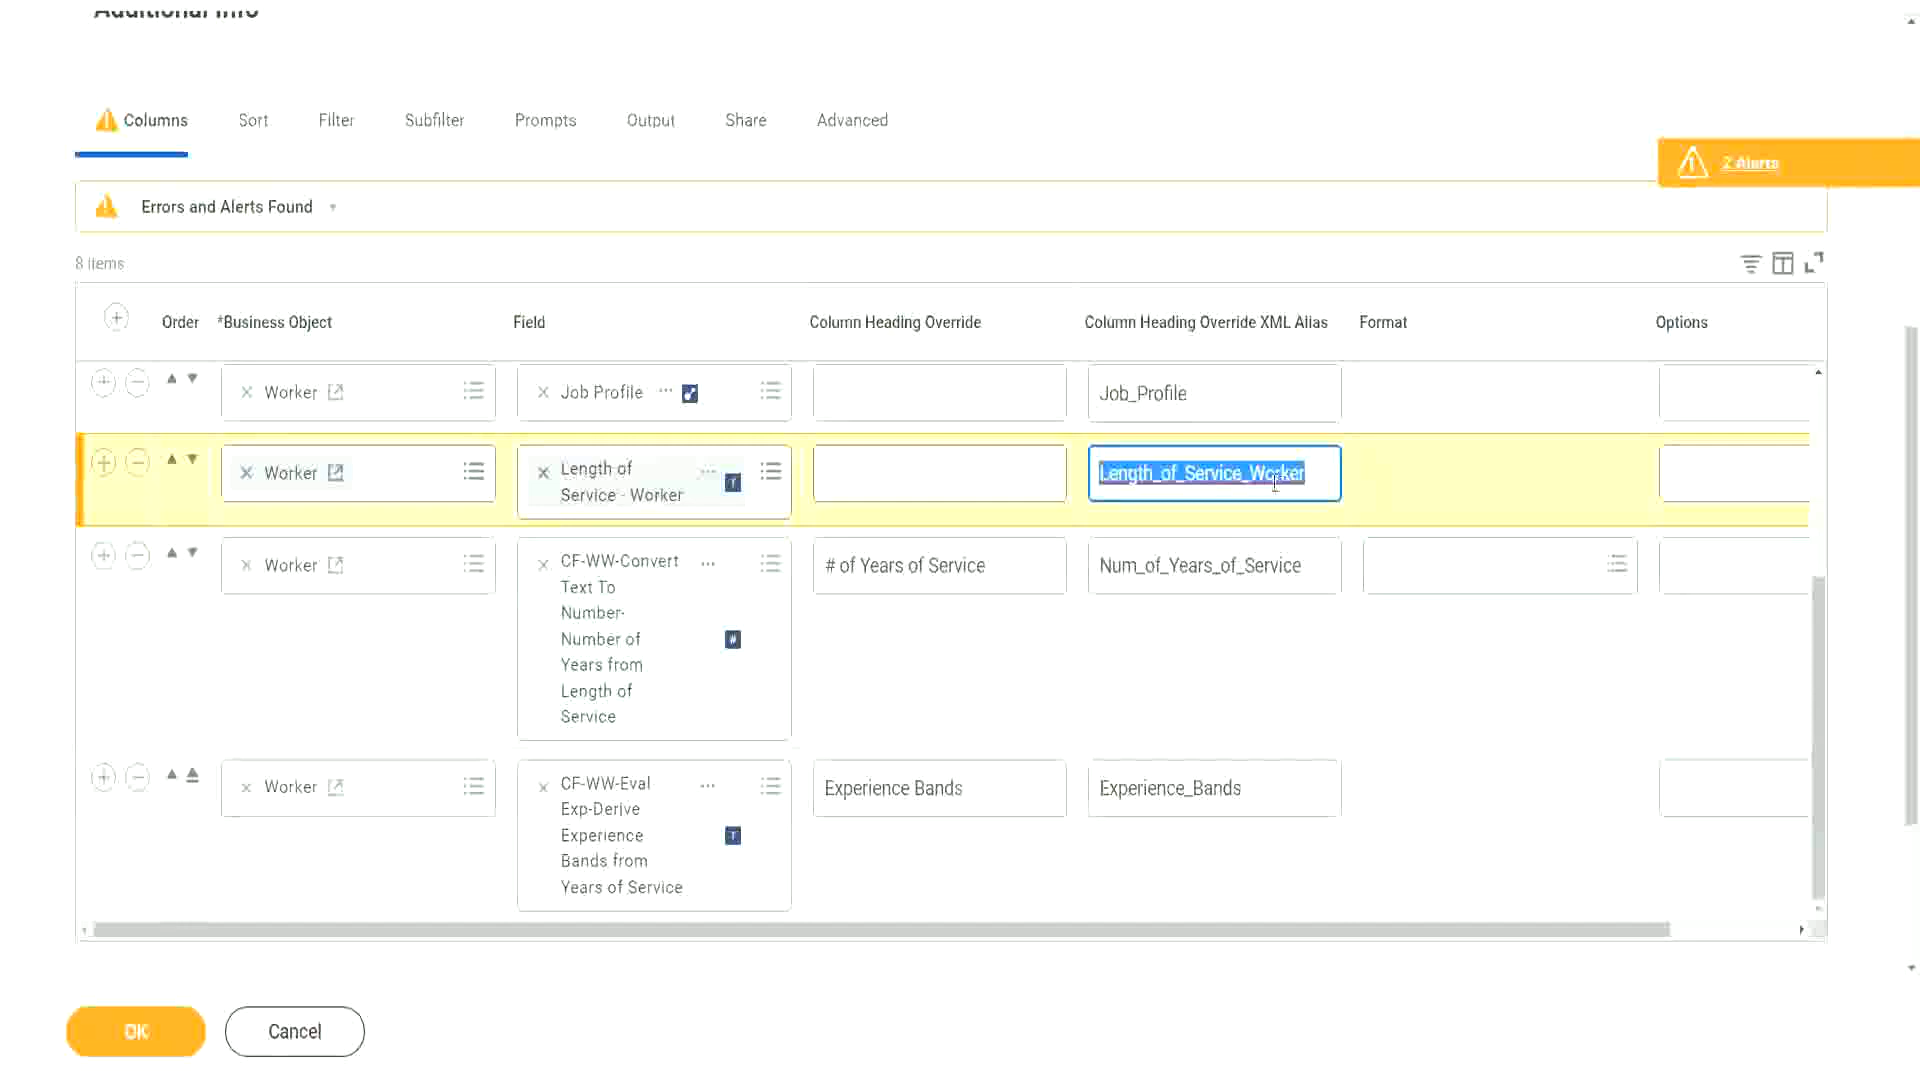 Additional Info
Columns Sort Filter Subfilter Prompts Output Share Advanced
2 Alerts
Errors and Alerts Found
8 items
Order *Business Object Field Column Heading Override Column Heading Override XML Alias Format Options
Worker Job Profile Job_Profile
Worker Length of Service - Worker Length_of_Service_Worker
Worker CF-WW-Convert # of Years of Service Num_of_Years_of_Service
Text To
Number-
Number of #
Years from
Length of
Service
Worker CF-WW-Eval Experience Bands Experience_Bands
Exp-Derive
Experience T
Bands from
Years of Service
OK Cancel